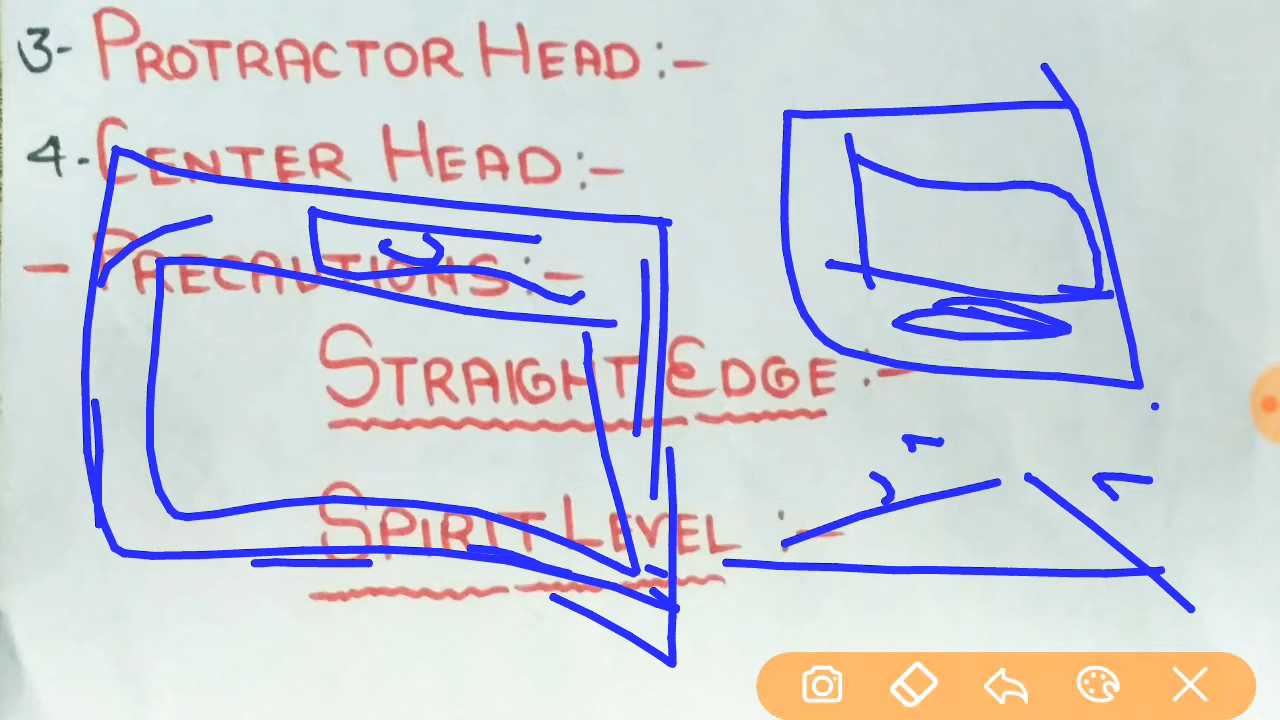 3- PROTRACTOR HEAD :-
4- CENTER HEAD :-
- PRECAUTIONS :-
STRAIGHT EDGE :-
SPIRIT LEVEL :-